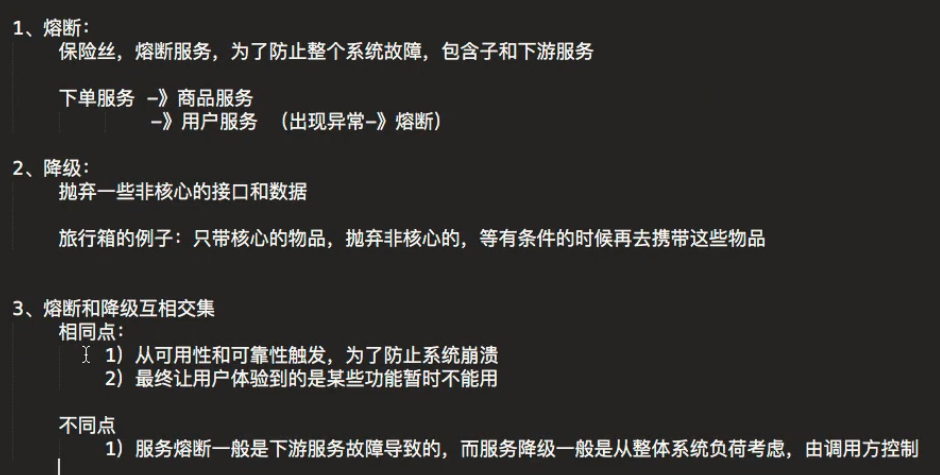 1、熔断：
保险丝，熔断服务，为了防止整个系统故障，包含子和下游服务
下单服务 -》商品服务
-》用户服务 （出现异常-》熔断）
2、降级：
抛弃一些非核心的接口和数据
旅行箱的例子：只带核心的物品，抛弃非核心的，等有条件的时候再去携带这些物品
3、熔断和降级互相交集
相同点：
1）从可用性和可靠性触发，为了防止系统崩溃
2）最终让用户体验到的是某些功能暂时不能用
不同点
1）服务熔断一般是下游服务故障导致的，而服务降级一般是从整体系统负荷考虑，由调用方控制